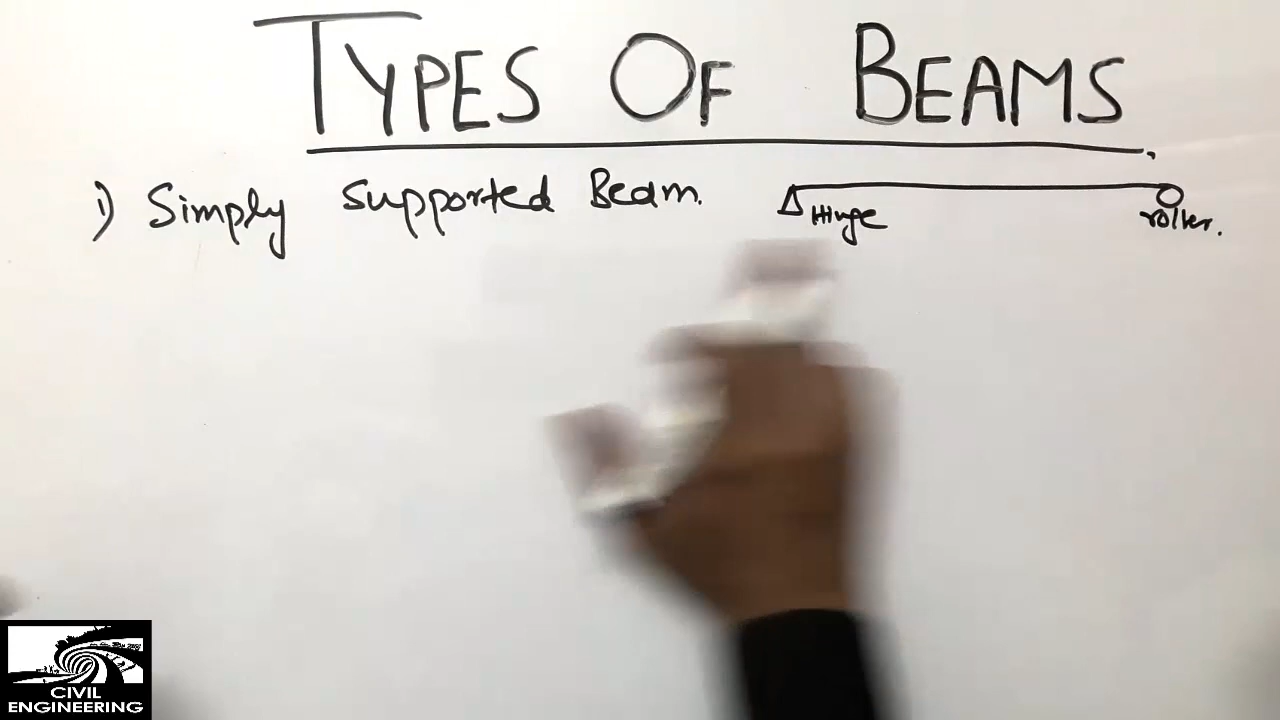 TYPES OF BEAMS.
1) Simply supported Beam.
Hinge
roller.
CIVIL
ENGINEERING